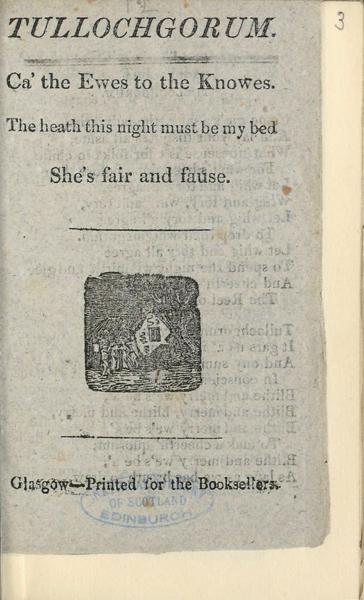 3
TULLOCHGORUM.
Ca' the Ewes to the Knowes.
The heath this night must be my bed
She's fair and fause.
Glasgow—Printed for the Booksellers.
OF SCOTLAND
EDINBURGH